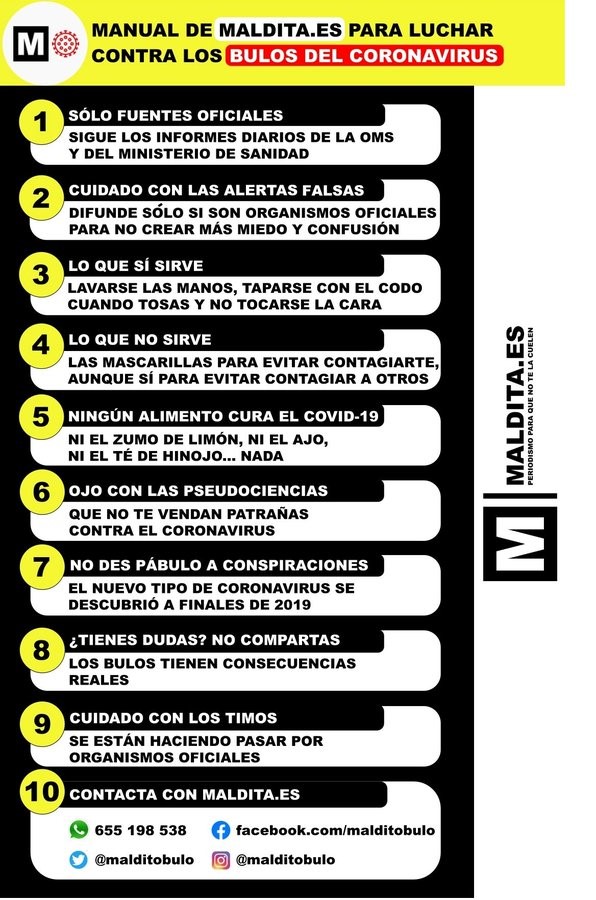 M
MANUAL DE MALDITA.ES PARA LUCHAR
CONTRA LOS BULOS DEL CORONAVIRUS
1
SÓLO FUENTES OFICIALES
SIGUE LOS INFORMES DIARIOS DE LA OMS
Y DEL MINISTERIO DE SANIDAD
2
CUIDADO CON LAS ALERTAS FALSAS
DIFUNDE SÓLO SI SON ORGANISMOS OFICIALES
PARA NO CREAR MÁS MIEDO Y CONFUSIÓN
3
LO QUE SÍ SIRVE
LAVARSE LAS MANOS, TAPARSE CON EL CODO
CUANDO TOSAS Y NO TOCARSE LA CARA
4
LO QUE NO SIRVE
LAS MASCARILLAS PARA EVITAR CONTAGIARTE,
AUNQUE SÍ PARA EVITAR CONTAGIAR A OTROS
5
NINGÚN ALIMENTO CURA EL COVID-19
NI EL ZUMO DE LIMÓN, NI EL AJO,
NI EL TÉ DE HINOJO... NADA
6
OJO CON LAS PSEUDOCIENCIAS
QUE NO TE VENDAN PATRAÑAS
CONTRA EL CORONAVIRUS
7
NO DES PÁBULO A CONSPIRACIONES
EL NUEVO TIPO DE CORONAVIRUS SE
DESCUBRIÓ A FINALES DE 2019
8
¿TIENES DUDAS? NO COMPARTAS
LOS BULOS TIENEN CONSECUENCIAS
REALES
9
CUIDADO CON LOS TIMOS
SE ESTÁN HACIENDO PASAR POR
ORGANISMOS OFICIALES
10
CONTACTA CON MALDITA.ES
655 198 538
facebook.com/malditobulo
@malditobulo
@malditobulo
M
MALDITA.ES
PERIODISMO PARA QUE NO TE LA CUELEN